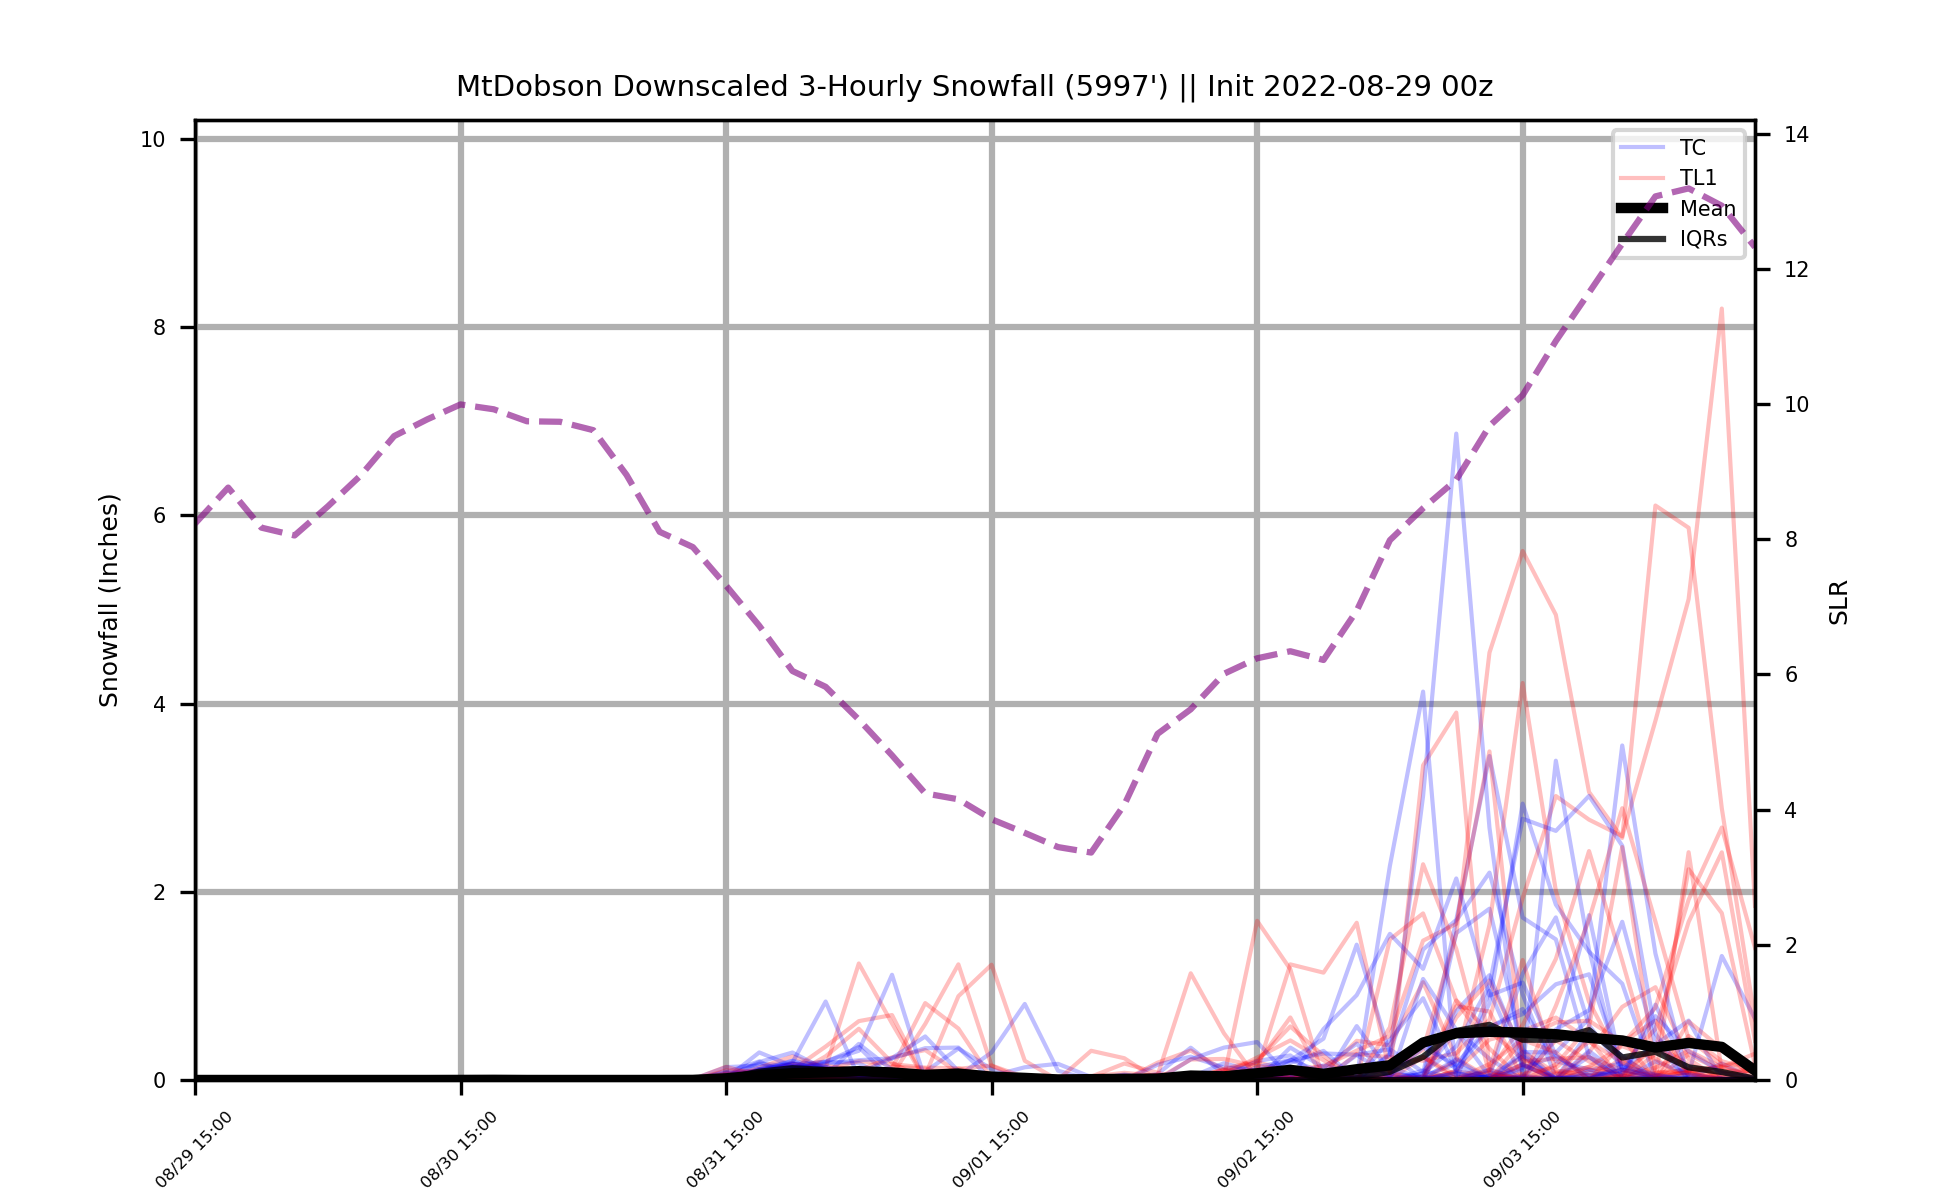 MtDobson Downscaled 3-Hourly Snowfall (5997') || Init 2022-08-29 00z
TC
TL1
Mean
IQRs
Snowfall (Inches)
10
8
6
4
2
0
14
12
10
8
6
4
2
0
SLR
08/29 15:00
08/30 15:00
08/31 15:00
09/01 15:00
09/02 15:00
09/03 15:00